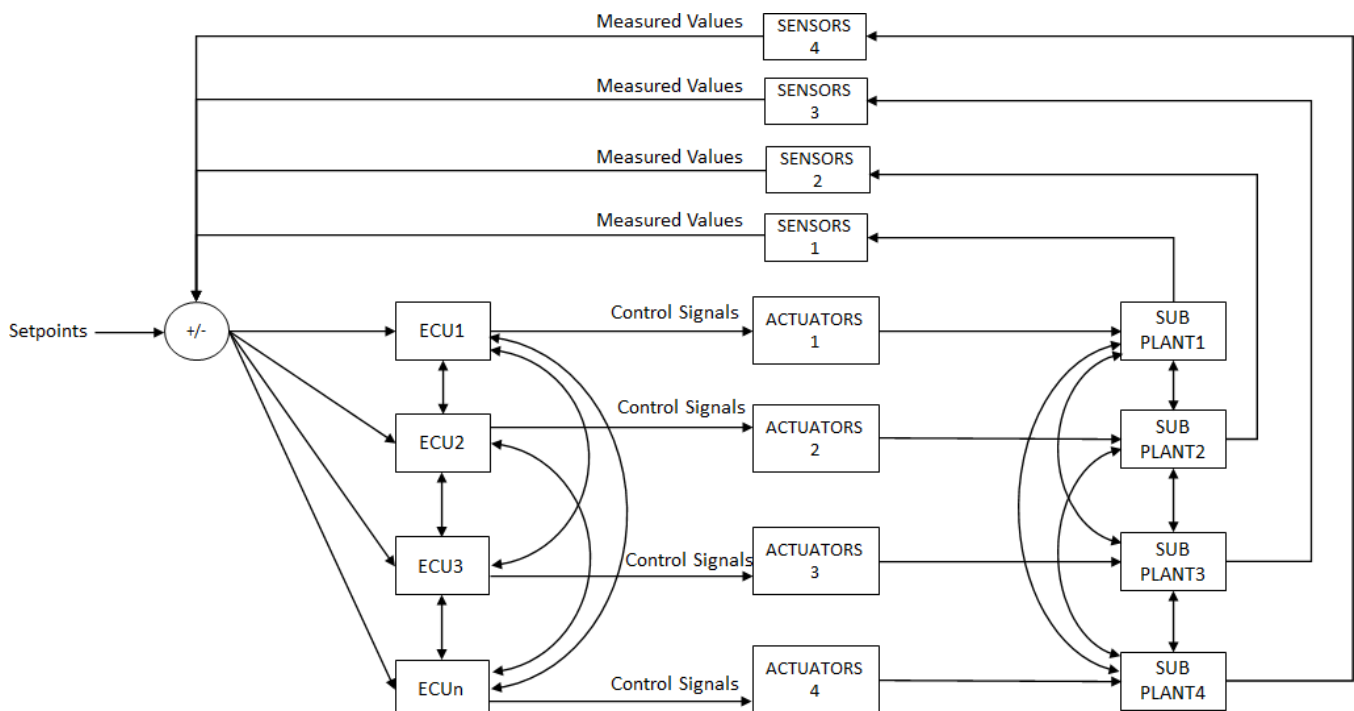 Measured Values
SENSORS
4
Measured Values
SENSORS
3
Measured Values
SENSORS
2
Measured Values
SENSORS
1
Setpoints
+/-
ECU1
Control Signals
ACTUATORS
1
SUB
PLANT1
ECU2
Control Signals
ACTUATORS
2
SUB
PLANT2
ECU3
Control Signals
ACTUATORS
3
SUB
PLANT3
ECUn
Control Signals
ACTUATORS
4
SUB
PLANT4